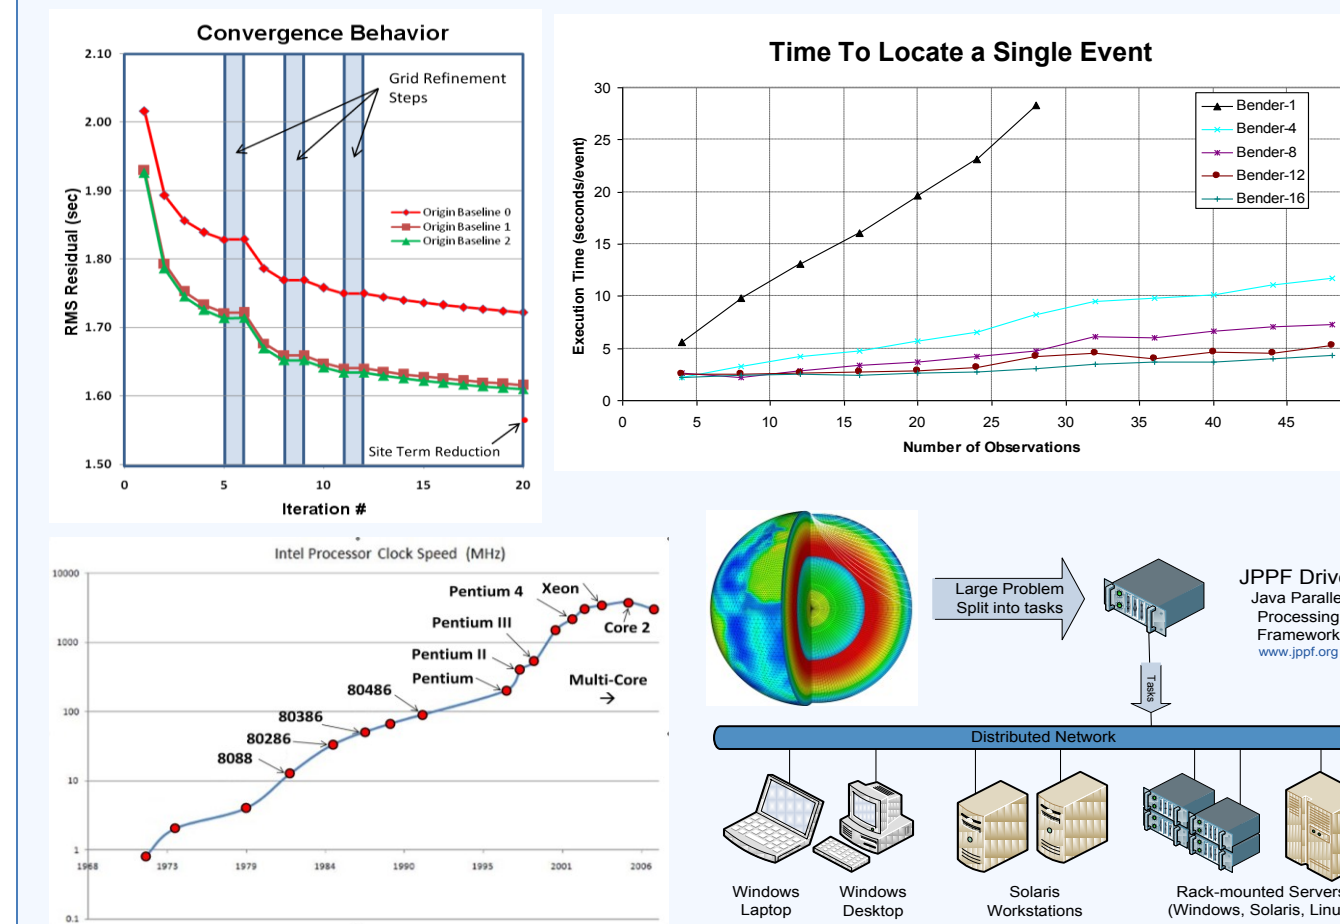 Convergence Behavior
2.10
2.00
1.90
1.80
1.70
1.60
1.50
RMS Residual (sec)
Grid Refinement
Steps
Origin Baseline 0
Origin Baseline 1
Origin Baseline 2
Site Term Reduction
0 5 10 15 20
Iteration #
Time To Locate a Single Event
30
25
20
15
10
5
0
Execution Time (seconds/event)
Bender-1
Bender-4
Bender-8
Bender-12
Bender-16
0 5 10 15 20 25 30 35 40 45
Number of Observations
Intel Processor Clock Speed (MHz)
10000
1000
100
10
1
0.1
Pentium 4 Xeon
Pentium III
Core 2
Pentium II
Pentium
Multi-Core
→
80486
80386
80286
8088
1968 1973 1979 1984 1990 1995 2001 2006
Large Problem
Split into tasks
JPPF Drive
Java Paralle
Processing
Framework
www.jppf.org
Tasks
Distributed Network
Windows
Laptop
Windows
Desktop
Solaris
Workstations
Rack-mounted Servers
(Windows, Solaris, Linu